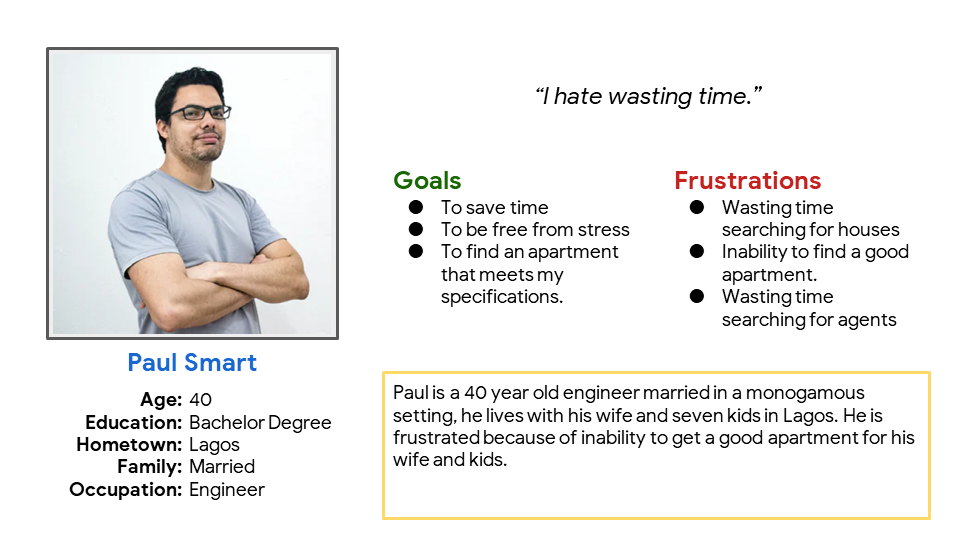 “I hate wasting time.”
Goals
● To save time
● To be free from stress
● To find an apartment
that meets my
specifications.
Frustrations
● Wasting time
searching for houses
● Inability to find a good
apartment.
● Wasting time
searching for agents
Paul Smart
Age: 40
Education: Bachelor Degree
Hometown: Lagos
Family: Married
Occupation: Engineer
Paul is a 40 year old engineer married in a monogamous
setting, he lives with his wife and seven kids in Lagos. He is
frustrated because of inability to get a good apartment for his
wife and kids.